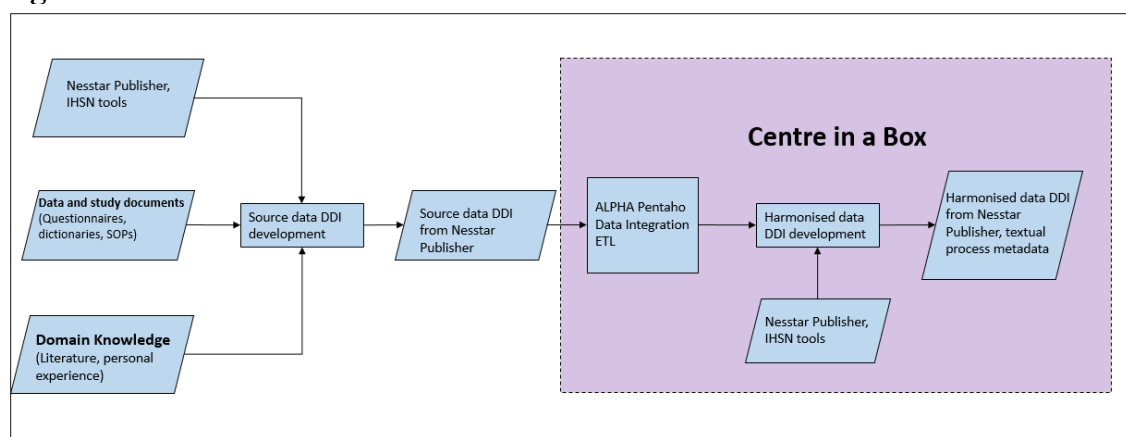 Nesstar Publisher,
IHSN tools
Data and study documents
(Questionnaires,
dictionaries, SOPs)
Domain Knowledge
(Literature, personal
experience)
Source data DDI
development
Source data DDI
from Nesstar
Publisher
Centre in a Box
ALPHA Pentaho
Data Integration
ETL
Harmonised data
DDI development
Nesstar Publisher,
IHSN tools
Harmonised data DDI
from Nesstar
Publisher, textual
process metadata